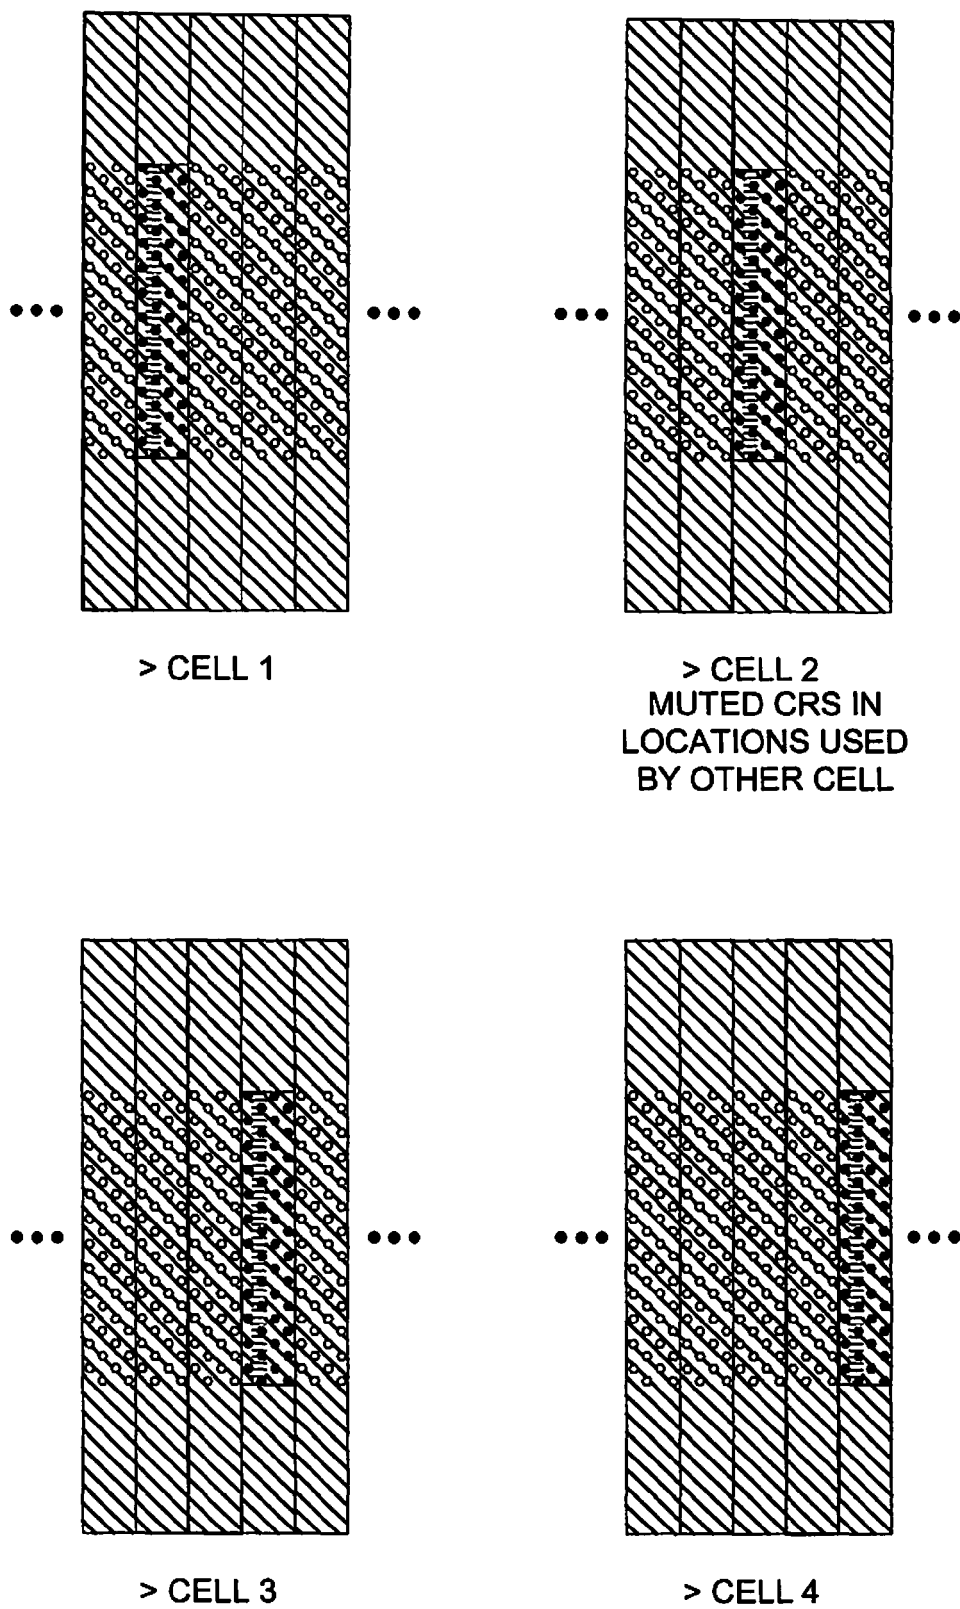 > CELL 1
> CELL 2
MUTED CRS IN
LOCATIONS USED
BY OTHER CELL
> CELL 3
> CELL 4